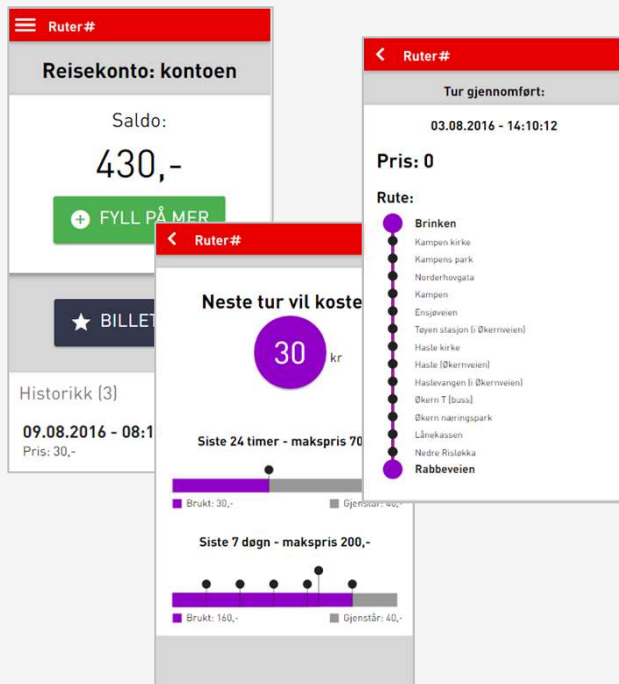 Ruter#
Reisekonto: kontoen
Saldo:
430,-
FYLL PÅ MER
Historikk (3)
09.08.2016 - 08:1
Pris: 30,-
Ruter#
Neste tur vil koste
30 kr
Siste 24 timer - makspris 70
Brukt: 30,-
Gjenstår: 40,-
Siste 7 døgn - makspris 200,-
Brukt: 160,-
Gjenstår: 40,-
Ruter#
Tur gjennomført:
03.08.2016 - 14:10:12
Pris: 0
Rute:
Brinken
Kampen kirke
Kampens park
Norderhovgata
Kampen
Ensjøveien
Tøyen stasjon (i Økernveien)
Hasle kirke
Hasle (Økernveien)
Haslevangen (i Økernveien)
Økern T (buss)
Økern næringspark
Lånekassen
Nedre Risløkka
Rabbeveien